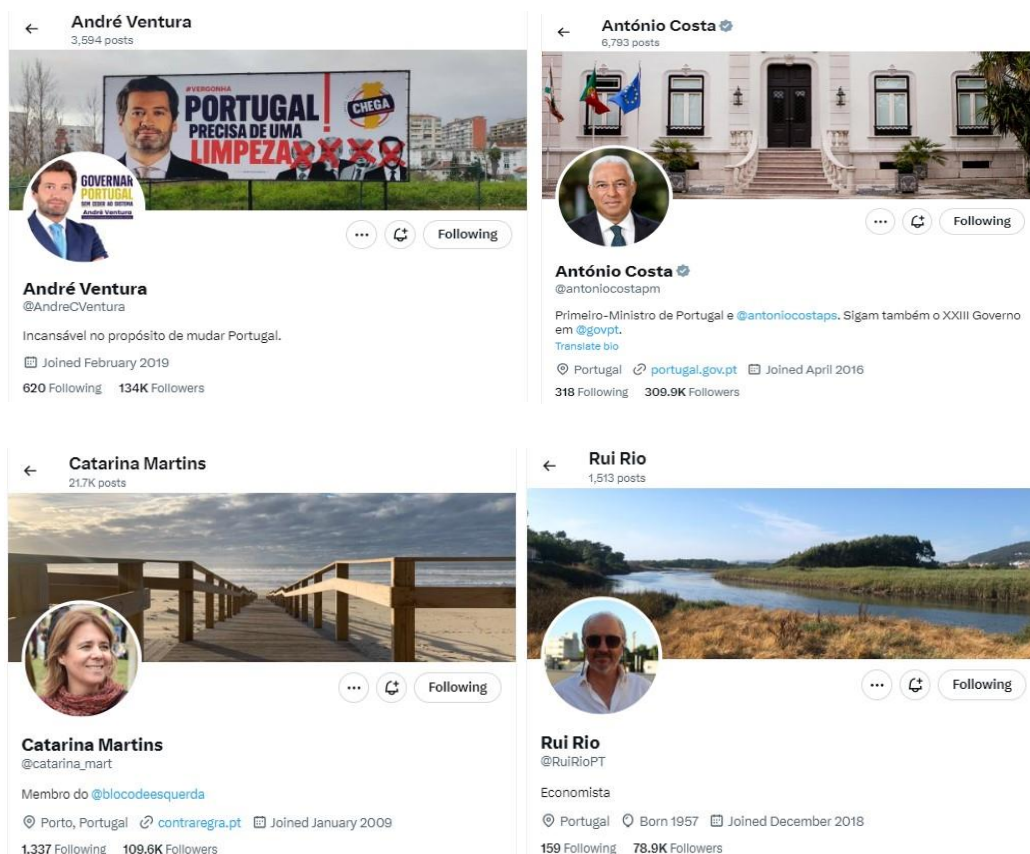 André Ventura
3,594 posts
#VERGONHA
PORTUGAL!
PRECISA DE UMA
LIMPEZA
CHEGA
GOVERNAR
PORTUGAL
SEM CEDER AO SISTEMA
André Ventura
Following
André Ventura
@AndreCVentura
Incansável no propósito de mudar Portugal.
Joined February 2019
620 Following 134K Followers
António Costa
6,793 posts
Following
António Costa
@antoniocostapm
Primeiro-Ministro de Portugal e @antoniocostaps. Sigam também o XXIII Governo
em @govpt.
Translate bio
Portugal portugal.gov.pt Joined April 2016
318 Following 309.9K Followers
Catarina Martins
21.7K posts
Following
Catarina Martins
@catarina_mart
Membro do @blocodeesquerda
Porto, Portugal contraregra.pt Joined January 2009
1,337 Following 109.6K Followers
Rui Rio
1,513 posts
Following
Rui Rio
@RuiRioPT
Economista
Portugal Born 1957 Joined December 2018
159 Following 78.9K Followers